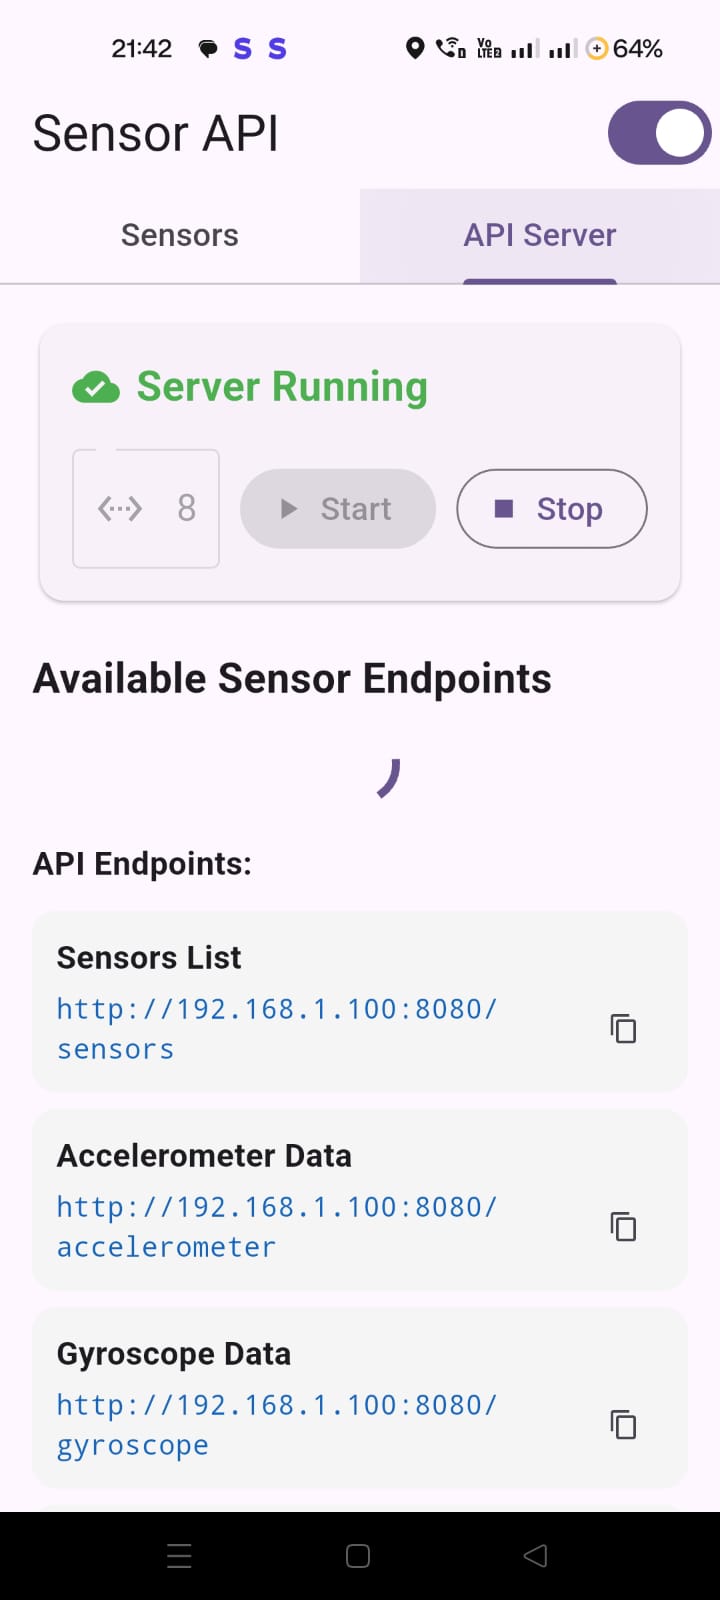 21:42 S S Vo LTE2 64%
Sensor API
Sensors API Server
Server Running
8 Start Stop
Available Sensor Endpoints
API Endpoints:
Sensors List
http://192.168.1.100:8080/
sensors
Accelerometer Data
http://192.168.1.100:8080/
accelerometer
Gyroscope Data
http://192.168.1.100:8080/
gyroscope